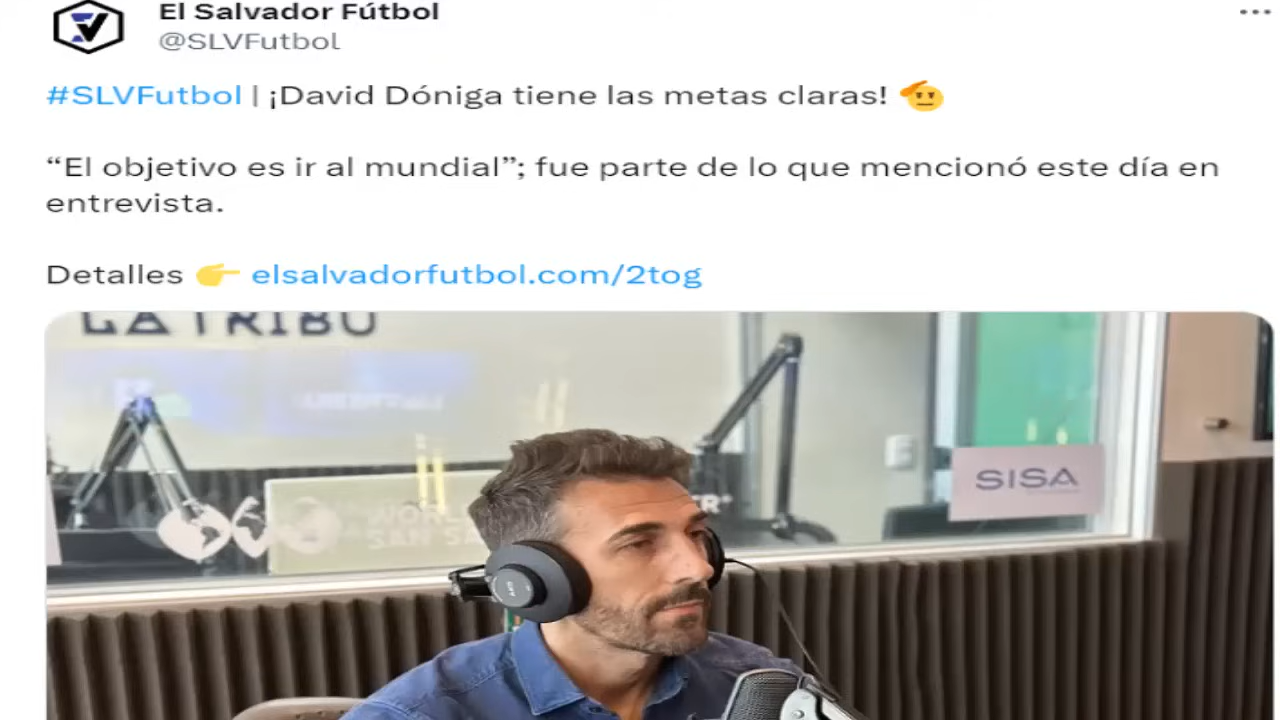 El Salvador Fútbol
@SLVFutbol
#SLVFutbol | ¡David Dóniga tiene las metas claras!
“El objetivo es ir al mundial”; fue parte de lo que mencionó este día en
entrevista.
Detalles elsalvadorfutbol.com/2tog
LA TRIBU
SISA